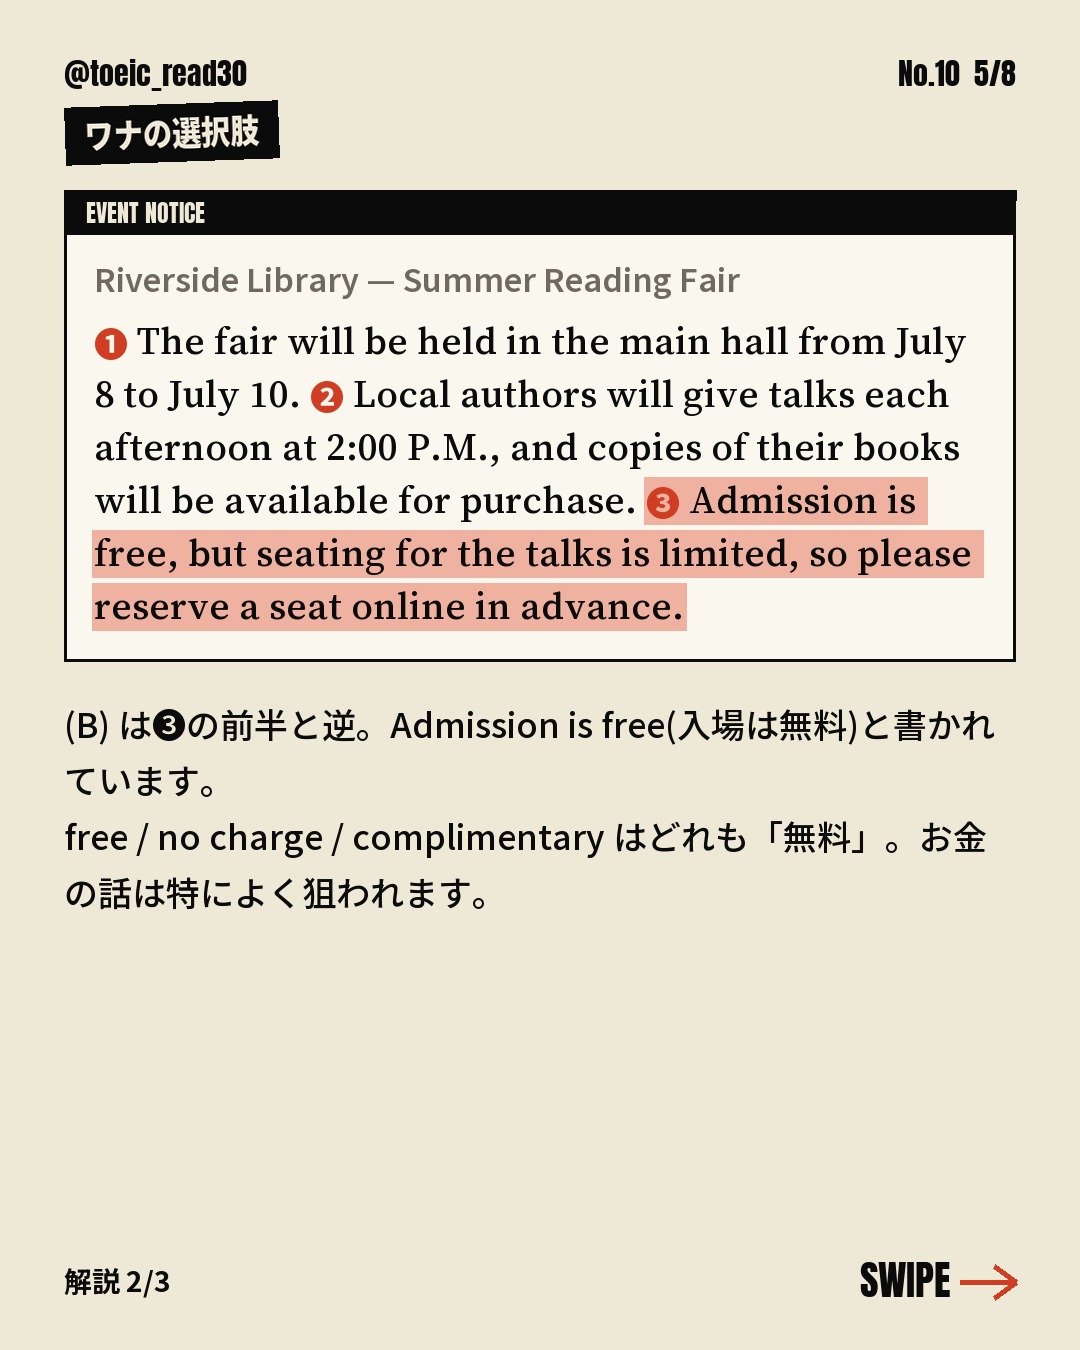 @toeic_read30
No.10 5/8
ワナの選択肢
EVENT NOTICE
Riverside Library — Summer Reading Fair
❶ The fair will be held in the main hall from July
8 to July 10. ❷ Local authors will give talks each
afternoon at 2:00 P.M., and copies of their books
will be available for purchase. ❸ Admission is
free, but seating for the talks is limited, so please
reserve a seat online in advance.
(B) は❸の前半と逆。Admission is free(入場は無料)と書かれ
ています。
free / no charge / complimentary はどれも「無料」。お金
の話は特によく狙われます。
解説 2/3
SWIPE →